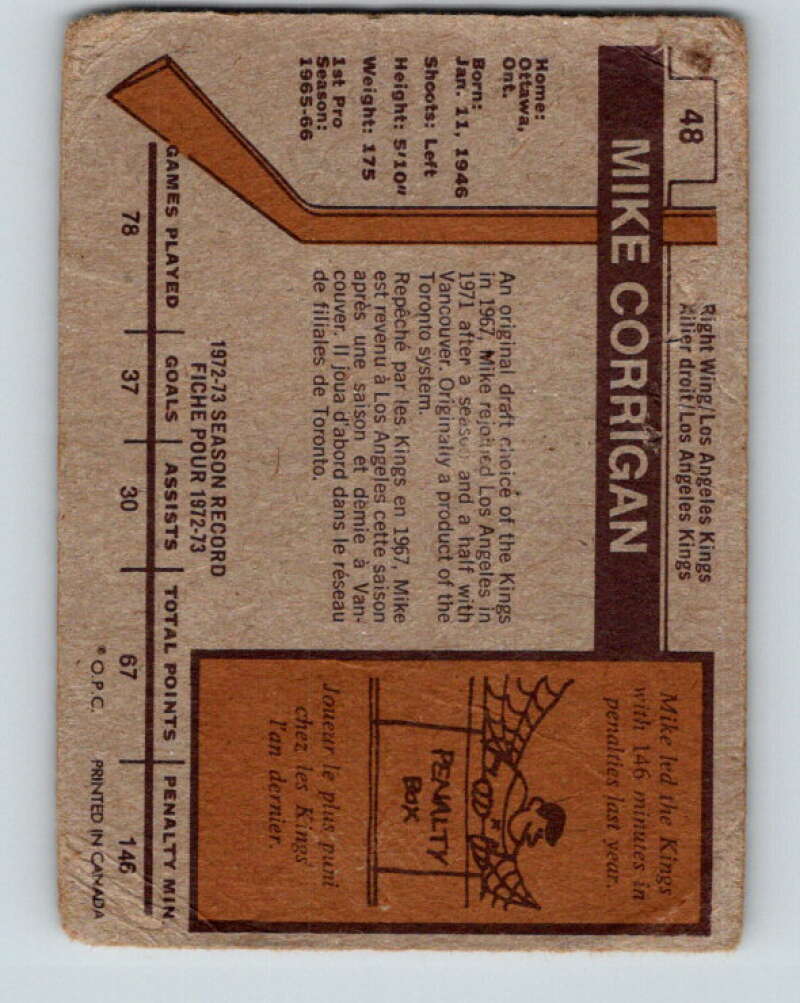 48
Right Wing/Los Angeles Kings
Ailier droit/Los Angeles Kings
MIKE CORRIGAN
Home:
Ottawa,
Ont.
Born:
Jan. 11, 1946
Shoots: Left
Height: 5'10"
Weight: 175
1st Pro
Season:
1965-66
An original draft choice of the Kings
in 1967, Mike rejoined Los Angeles in
1971 after a season and a half with
Vancouver. Originally a product of the
Toronto system.
Repêché par les Kings en 1967, Mike
est revenu à Los Angeles cette saison
après une saison et demie à Van-
couver. Il joua d'abord dans le réseau
de filiales de Toronto.
Mike led the Kings
with 146 minutes in
penalties last year.
PENALTY
BOX
Joueur le plus puni
chez les Kings
l'an dernier.
1972-73 SEASON RECORD
FICHE POUR 1972-73
GAMES PLAYED GOALS ASSISTS TOTAL POINTS PENALTY MIN.
78 37 30 67 146
© O.P.C. PRINTED IN CANADA